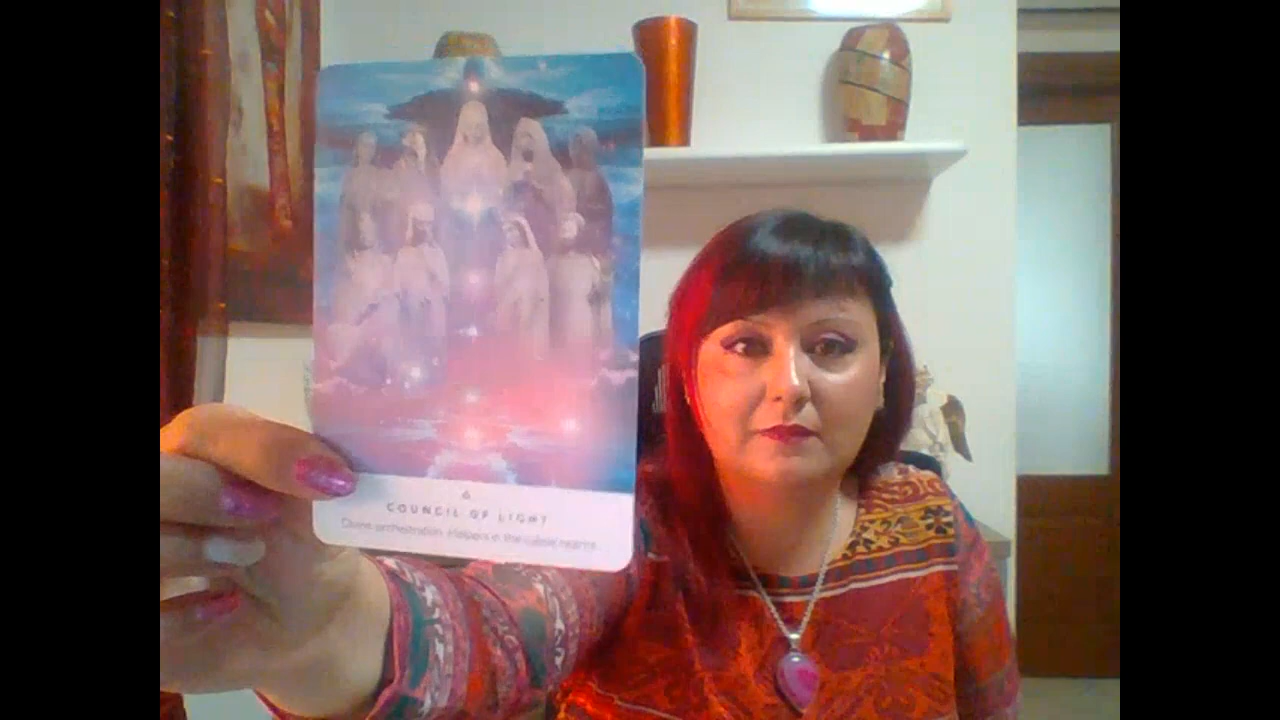 6
COUNCIL OF LIGHT
Divine orchestration. Helpers in the subtle realms.